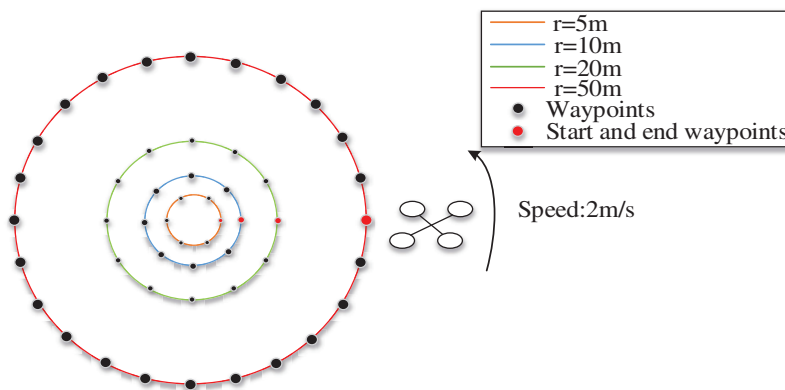 r=5m
r=10m
r=20m
r=50m
Waypoints
Start and end waypoints
Speed:2m/s